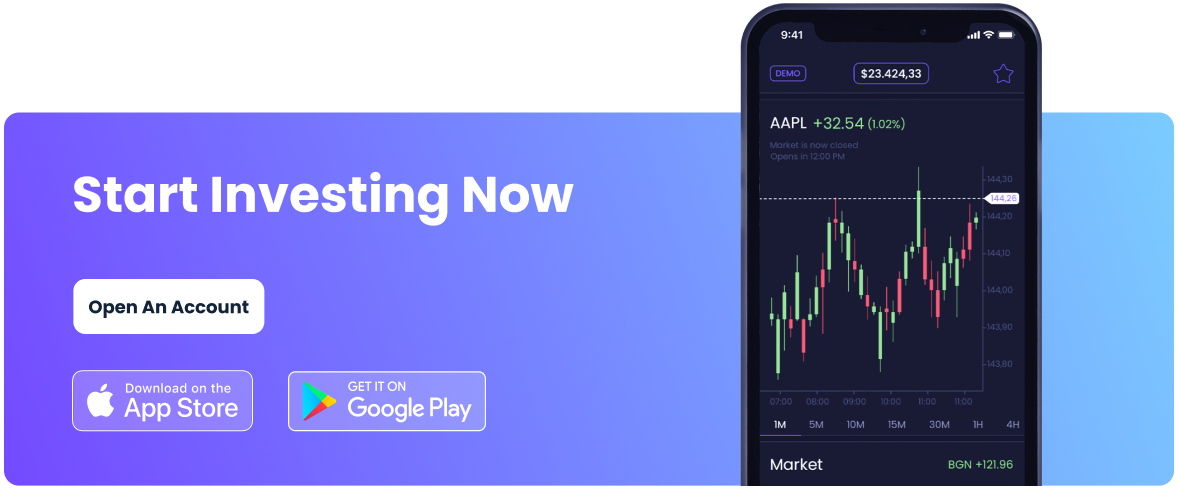 Start Investing Now
Open An Account
Download on the
App Store
GET IT ON
Google Play
9:41
DEMO
$23.424,33
AAPL +32.54 (1.02%)
Market is now closed
Opens in 12:00 PM
144,30
144,26
144,20
144,10
144,00
143,90
143,80
07:00 08:00 09:00 10:00 11:00 11:00
1M 5M 10M 15M 30M 1H 4H
Market BGN +121.96